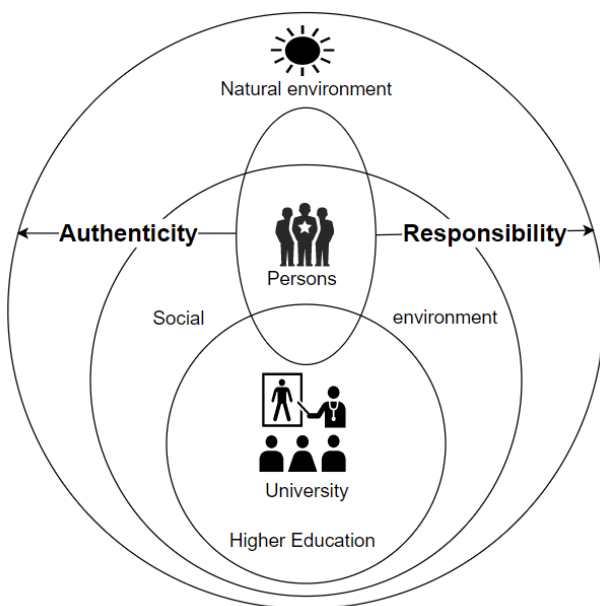 Natural environment
Authenticity
Responsibility
Persons
Social
environment
University
Higher Education